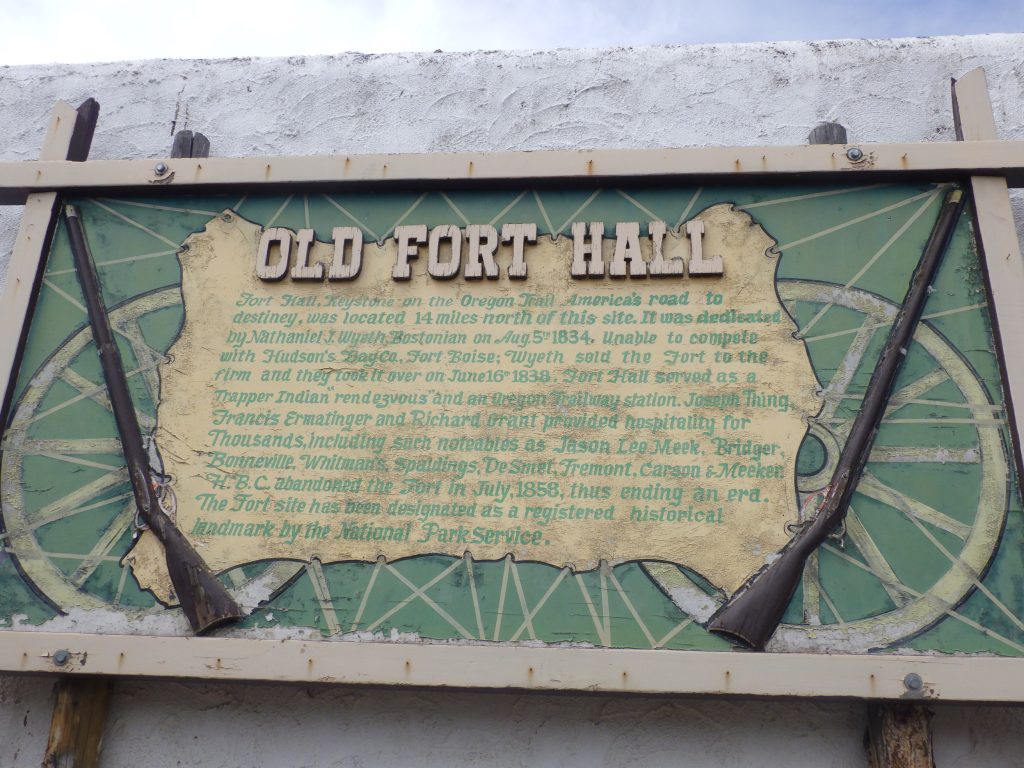 OLD FORT HALL
Fort Hall, Keystone on the Oregon Trail America's road to
destiney, was located 14 miles north of this site. It was dedicated
by Nathaniel J. Wyeth, Bostonian on Aug. 5TH 1834. Unable to compete
with Hudson's Bay Co. Fort Boise; Wyeth sold the Fort to the
firm and they took it over on June 16TH 1838. Fort Hall served as a
Trapper Indian "rendezvous" and an Oregon Trail way station. Joseph Thing,
Francis Ermatinger and Richard Grant provided hospitality for
Thousands, including such noteables as Jason Lee Meek, Bridger,
Bonneville, Whitman's, Spaldings, De Smet, Fremont, Carson & Meeker.
H.B.C. abandoned the Fort in July, 1858, thus ending an era.
The Fort site has been designated as a registered historical
landmark by the National Park Service.